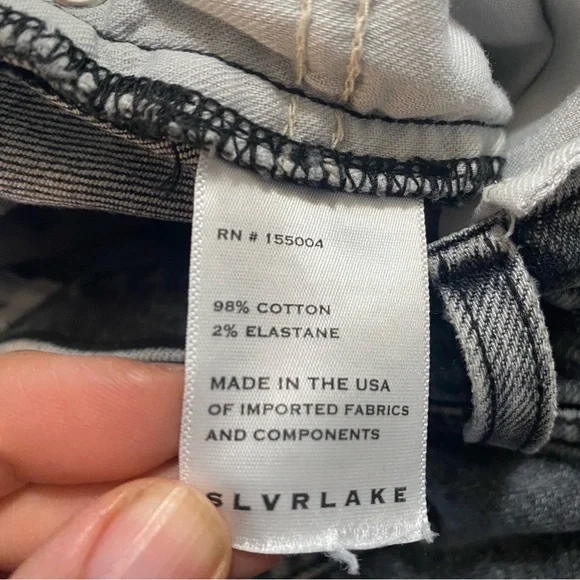 RN # 155004
98% COTTON
2% ELASTANE
MADE IN THE USA
OF IMPORTED FABRICS
AND COMPONENTS
SLVRLAKE